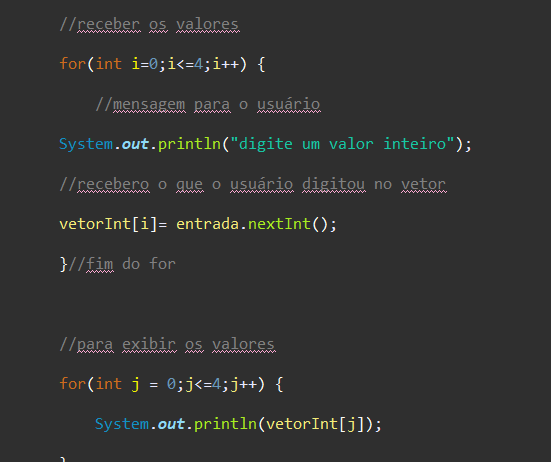 //receber os valores
for(int i=0;i<=4;i++) {
//mensagem para o usuário
System.out.println("digite um valor inteiro");
//recebero o que o usuário digitou no vetor
vetorInt[i]= entrada.nextInt();
}//fim do for
//para exibir os valores
for(int j = 0;j<=4;j++) {
System.out.println(vetorInt[j]);
}